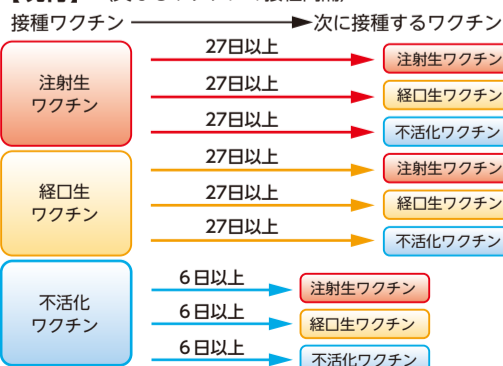 接種ワクチン 次に接種するワクチン
注射生
ワクチン
27日以上 注射生ワクチン
27日以上 経口生ワクチン
27日以上 不活化ワクチン
経口生
ワクチン
27日以上 注射生ワクチン
27日以上 経口生ワクチン
27日以上 不活化ワクチン
不活化
ワクチン
6日以上 注射生ワクチン
6日以上 経口生ワクチン
6日以上 不活化ワクチン